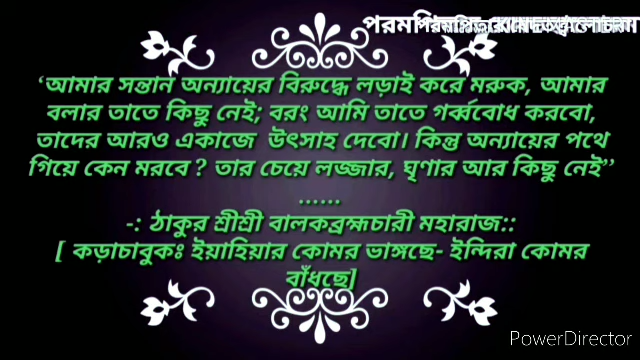 ‘আমার সন্তান অন্যায়ের বিরুদ্ধে লড়াই করে মরুক, আমার
বলার তাতে কিছু নেই; বরং আমি তাতে গর্ব্ববোধ করবো,
তাদের আরও একাজে উৎসাহ দেবো। কিন্তু অন্যায়ের পথে
গিয়ে কেন মরবে ? তার চেয়ে লজ্জার, ঘৃণার আর কিছু নেই’’
......
-: ঠাকুর শ্রীশ্রী বালকব্রহ্মচারী মহারাজ::
[ কড়াচাবুকঃ ইয়াহিয়ার কোমর ভাঙ্গছে- ইন্দিরা কোমর
বাঁধছে]
PowerDirector